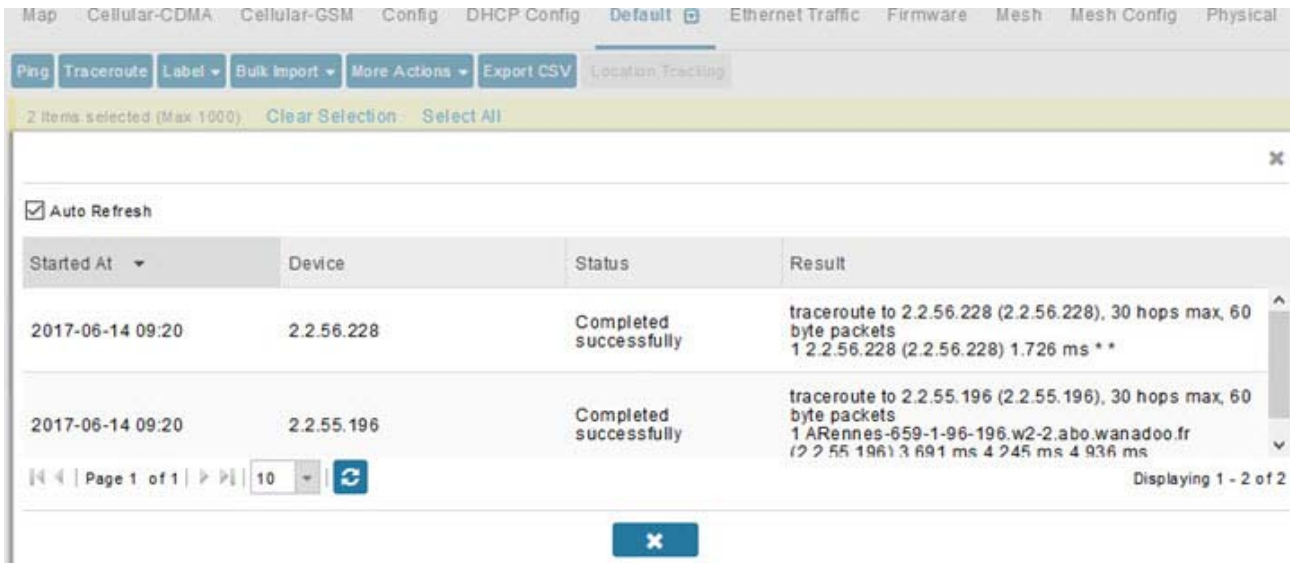 Map Cellular-CDMA Cellular-GSM Config DHCP Config Default Ethernet Traffic Firmware Mesh Mesh Config Physical
Ping Traceroute Label Bulk Import More Actions Export CSV Location Tracking
2 Items selected (Max 1000) Clear Selection Select All
Auto Refresh
Started At Device Status Result
2017-06-14 09:20 2.2.56.228 Completed successfully
traceroute to 2.2.56.228 (2.2.56.228), 30 hops max, 60
byte packets
1 2.2.56.228 (2.2.56.228) 1.726 ms * *
2017-06-14 09:20 2.2.55.196 Completed successfully
traceroute to 2.2.55.196 (2.2.55.196), 30 hops max, 60
byte packets
1 ARennes-659-1-96-196.w2-2.abo.wanadoo.fr
(2.2.55.196) 3.691 ms 4.245 ms 4.936 ms
Page 1 of 1 10 Displaying 1 - 2 of 2